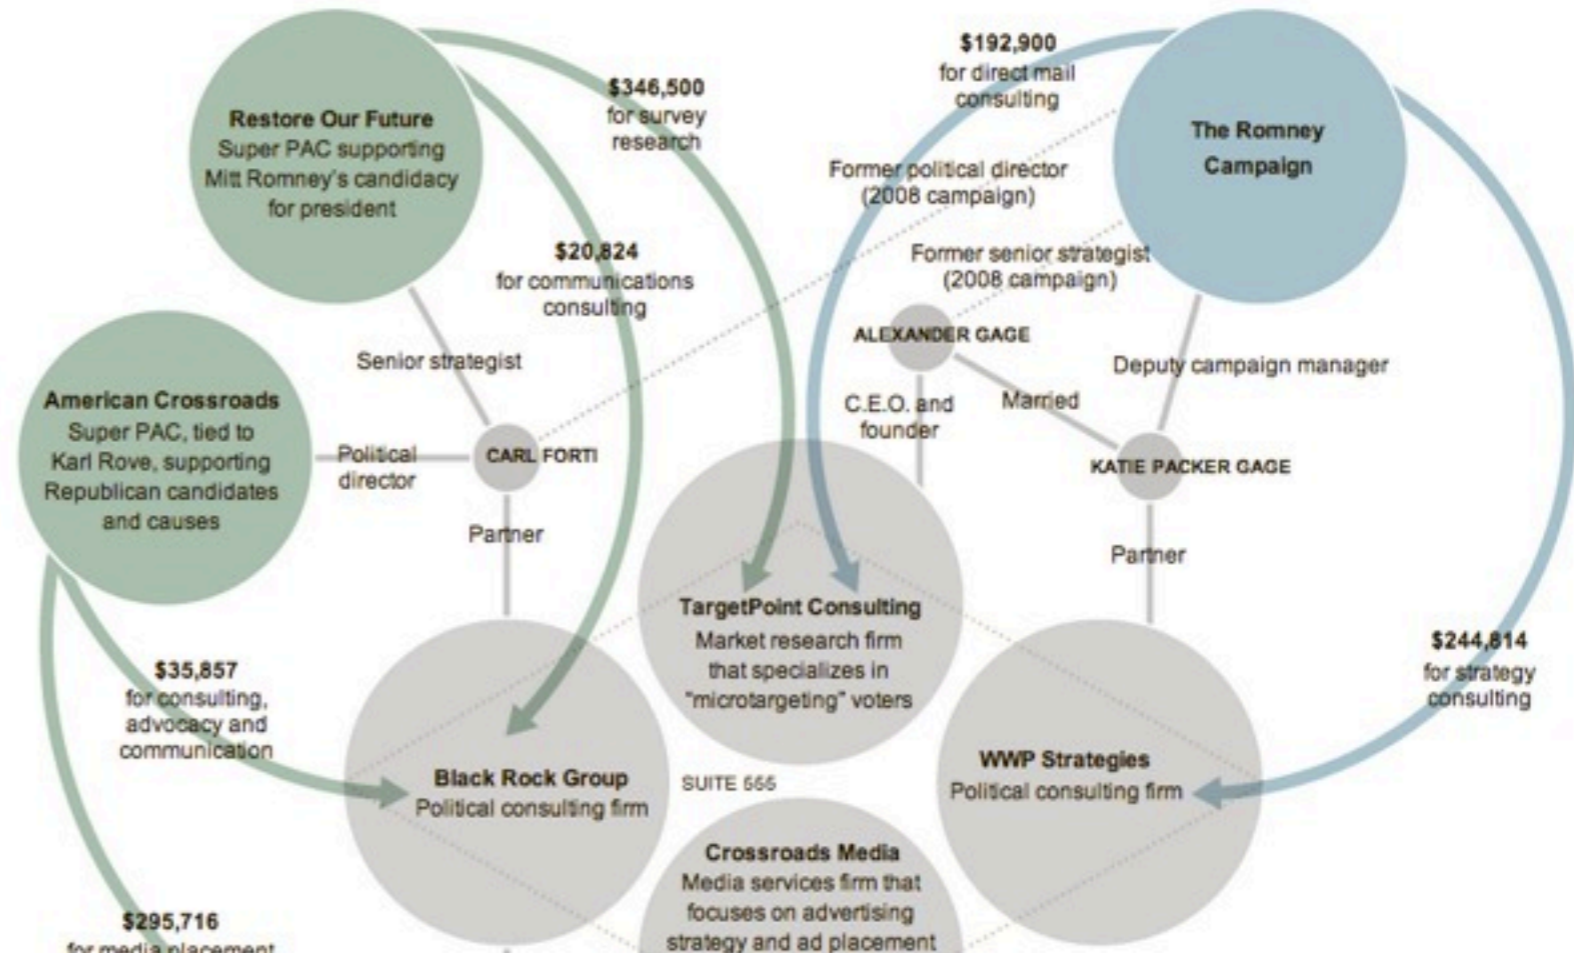 Restore Our Future
Super PAC supporting
Mitt Romney's candidacy
for president
$346,500
for survey
research
$192,900
for direct mail
consulting
The Romney
Campaign
Former political director
(2008 campaign)
$20,824
for communications
consulting
Former senior strategist
(2008 campaign)
ALEXANDER GAGE
Senior strategist
Deputy campaign manager
American Crossroads
Super PAC, tied to
Karl Rove, supporting
Republican candidates
and causes
C.E.O. and
founder
Married
Political
director
CARL FORTI
KATIE PACKER GAGE
Partner
Partner
TargetPoint Consulting
Market research firm
that specializes in
"microtargeting" voters
$35,857
for consulting,
advocacy and
communication
$244,814
for strategy
consulting
Black Rock Group
Political consulting firm
SUITE 555
WWP Strategies
Political consulting firm
Crossroads Media
Media services firm that
focuses on advertising
strategy and ad placement
$295,716
for media placement